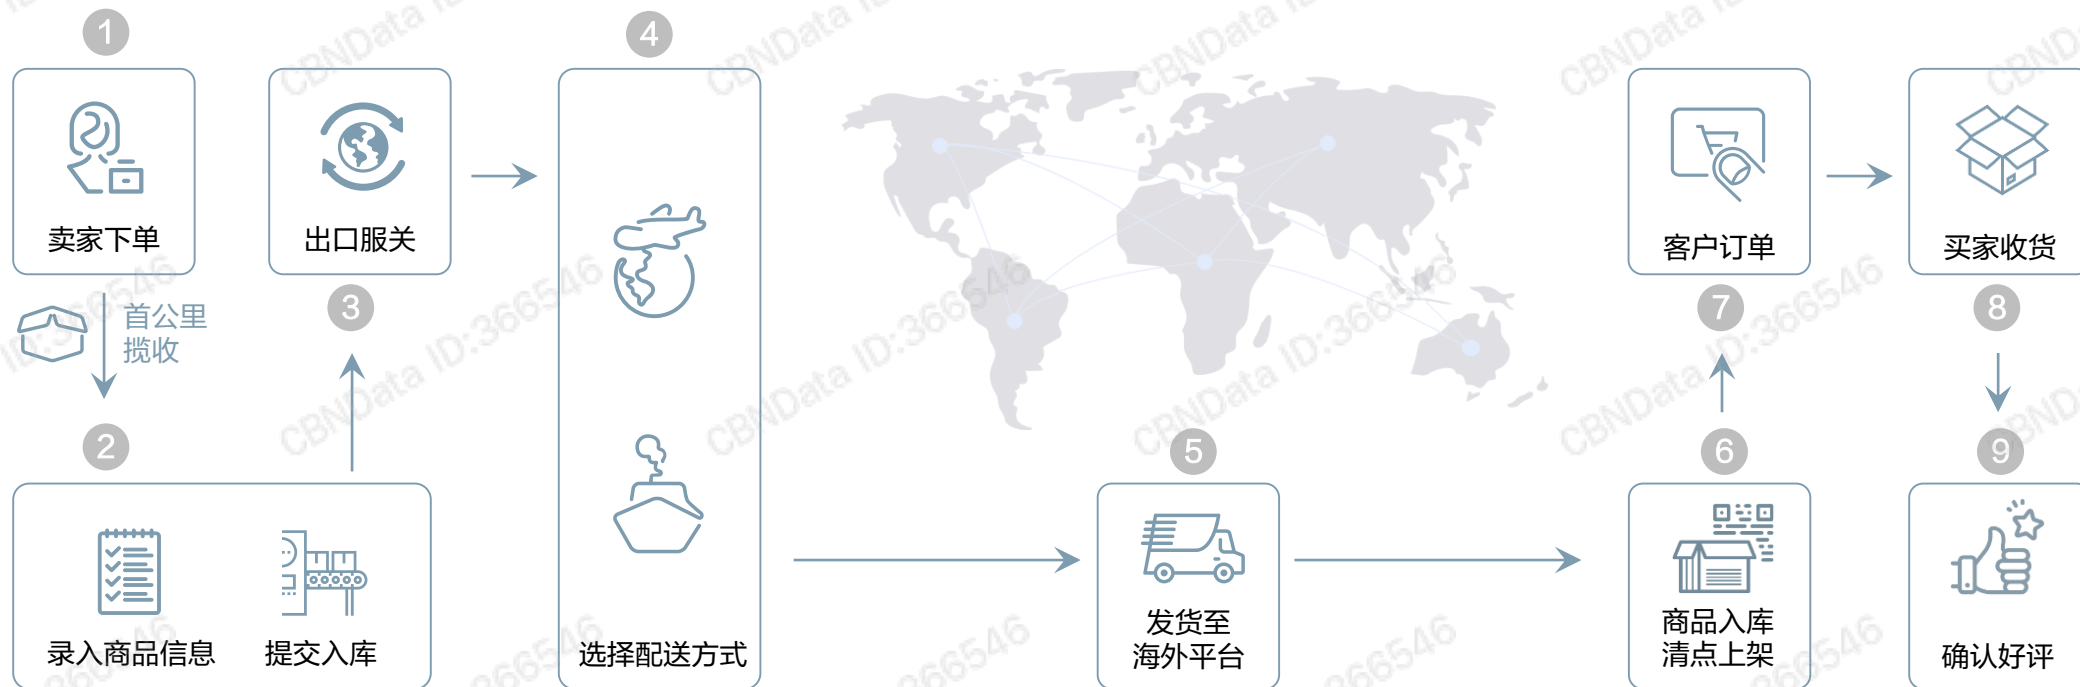 1
卖家下单
首公里
揽收
2
录入商品信息
提交入库
3
出口服关
4
选择配送方式
5
发货至
海外平台
6
商品入库
清点上架
7
客户订单
8
买家收货
9
确认好评
CBNData ID:366546